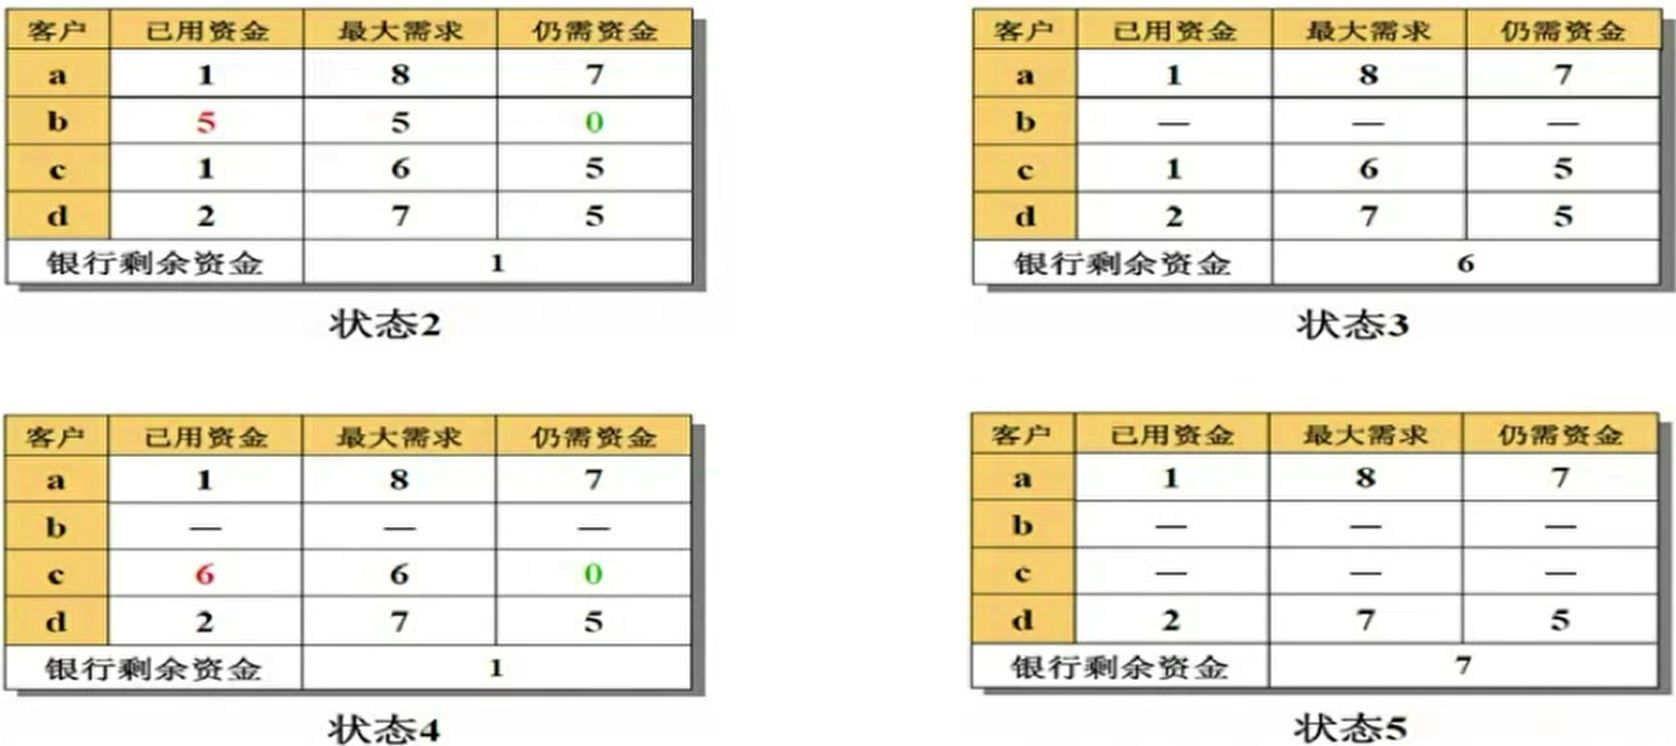 客户 已用资金 最大需求 仍需资金
a 1 8 7
b 5 5 0
c 1 6 5
d 2 7 5
银行剩余资金 1
状态2
客户 已用资金 最大需求 仍需资金
a 1 8 7
b — — —
c 1 6 5
d 2 7 5
银行剩余资金 6
状态3
客户 已用资金 最大需求 仍需资金
a 1 8 7
b — — —
c 6 6 0
d 2 7 5
银行剩余资金 1
状态4
客户 已用资金 最大需求 仍需资金
a 1 8 7
b — — —
c — — —
d 2 7 5
银行剩余资金 7
状态5